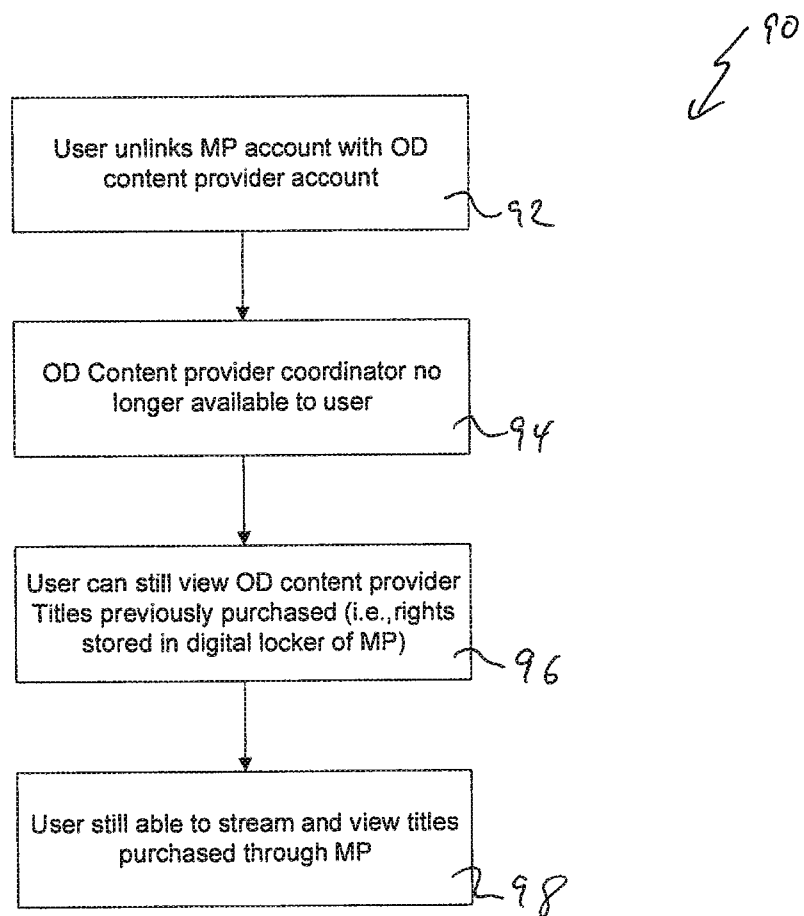 90
User unlinks MP account with OD
content provider account
92
OD Content provider coordinator no
longer available to user
94
User can still view OD content provider
Titles previously purchased (i.e.,rights
stored in digital locker of MP)
96
User still able to stream and view titles
purchased through MP
98